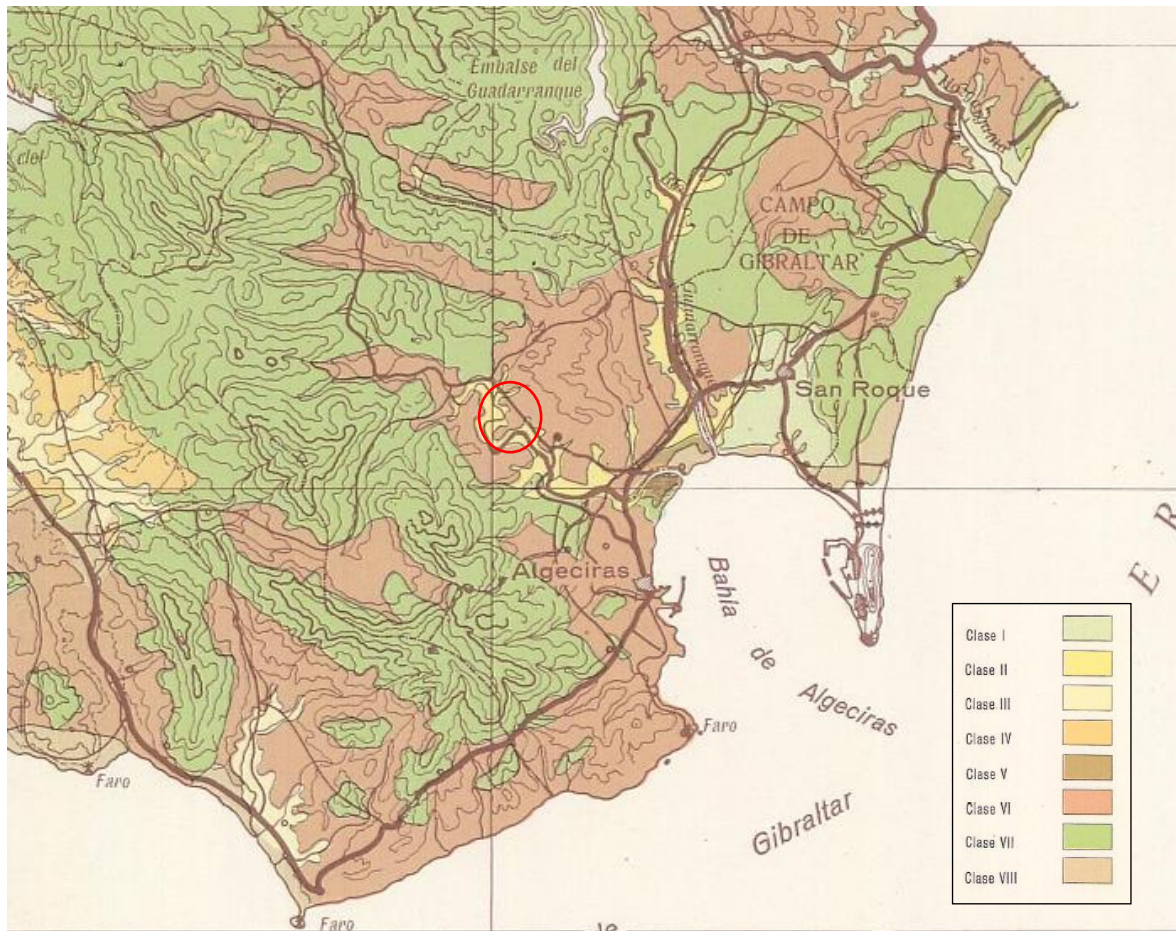 Embalse del
Guadarranque
del
CAMPO
DE
GIBRALTAR
Guadarranque
San Roque
Algeciras
Bahía
de
Algeciras
Faro
Faro
Gibraltar
Faro
E
R
Clase I
Clase II
Clase III
Clase IV
Clase V
Clase VI
Clase VII
Clase VIII